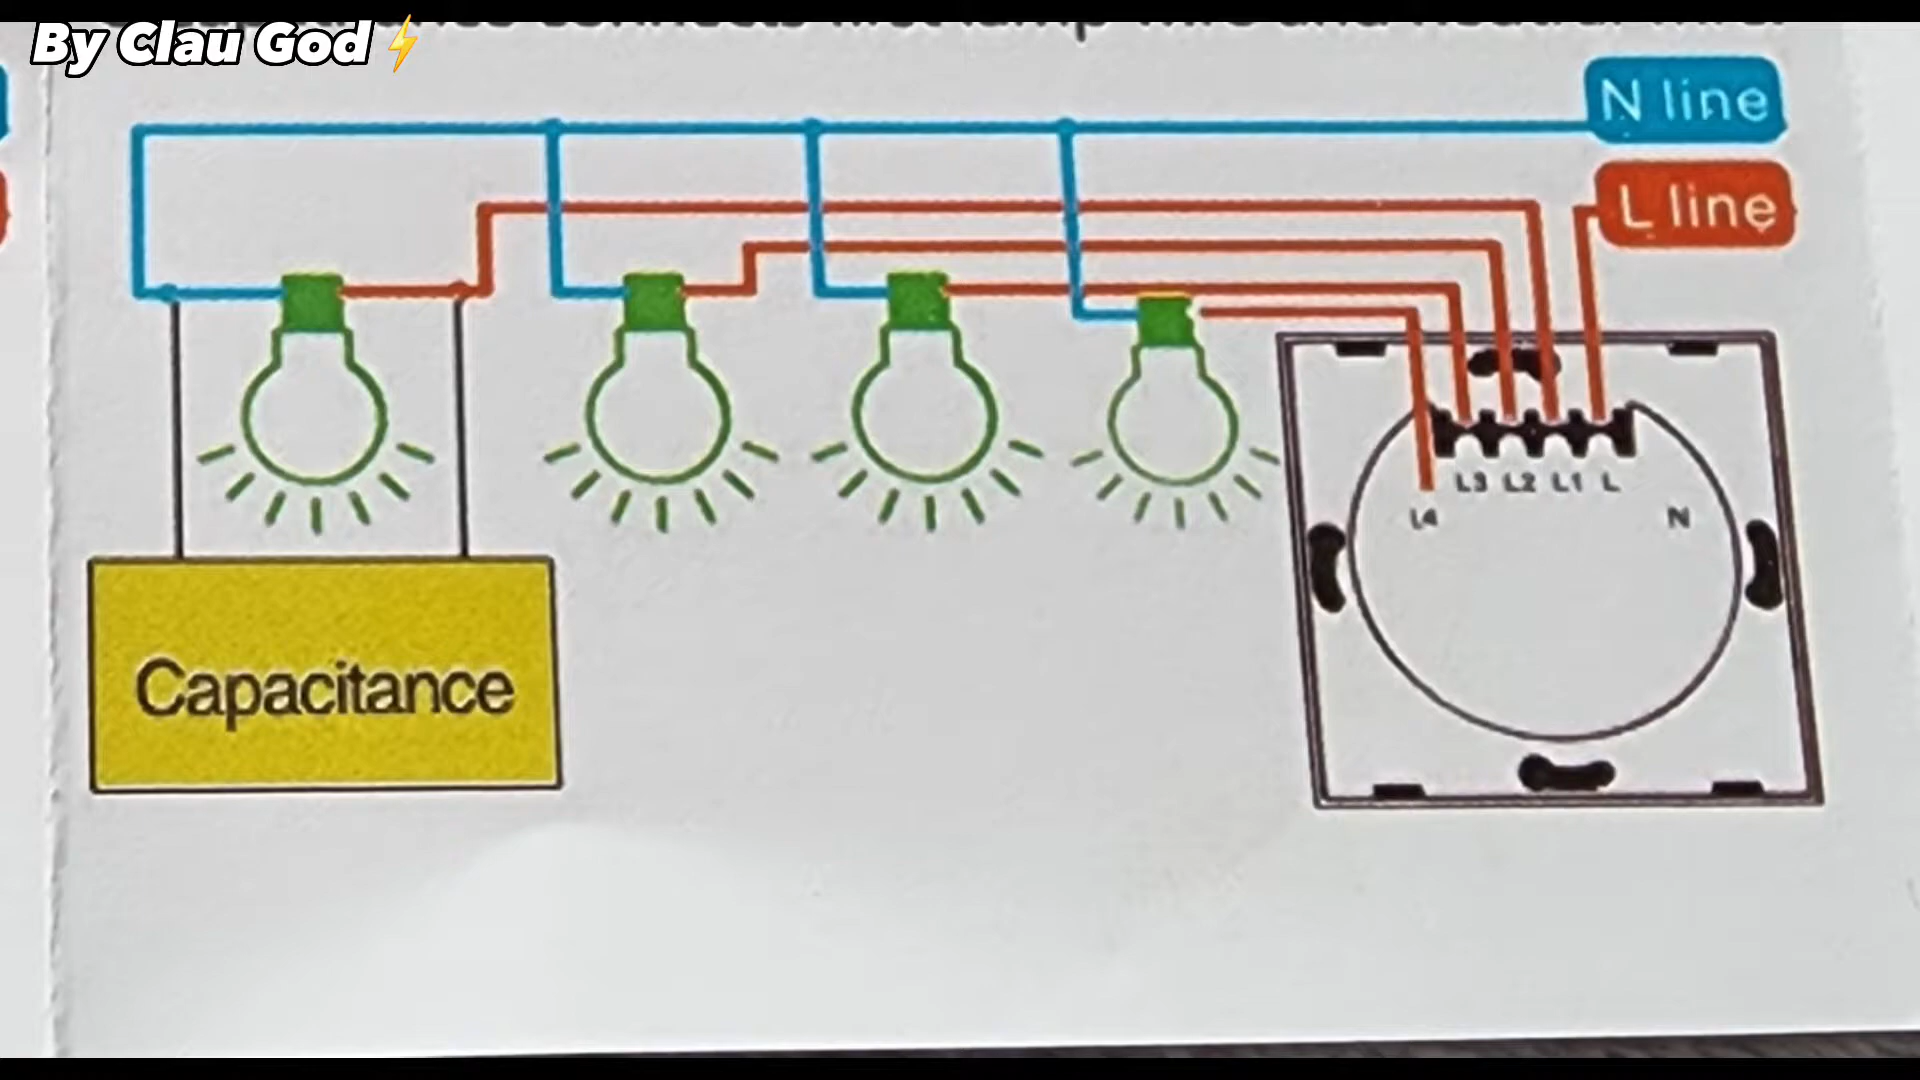 By Clau God⚡
N line
L line
L3 L2 L1 L
L4
N
Capacitance